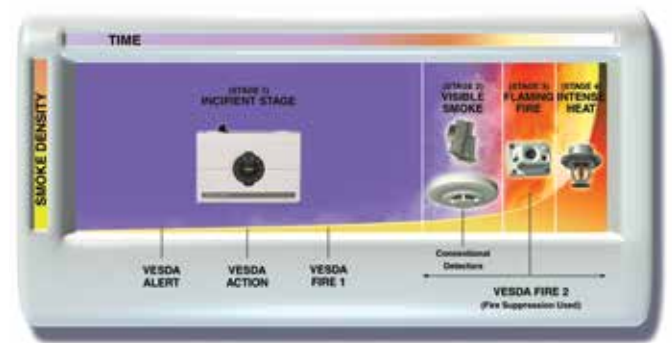 TIME
SMOKE DENSITY
(STAGE 1)
INCIPIENT STAGE
(STAGE 2)
VISIBLE
SMOKE
(STAGE 3)
FLAMING
FIRE
(STAGE 4)
INTENSE
HEAT
VESDA
ALERT
VESDA
ACTION
VESDA
FIRE 1
Conventional
Detectors
VESDA FIRE 2
(Fire Suppression Used)